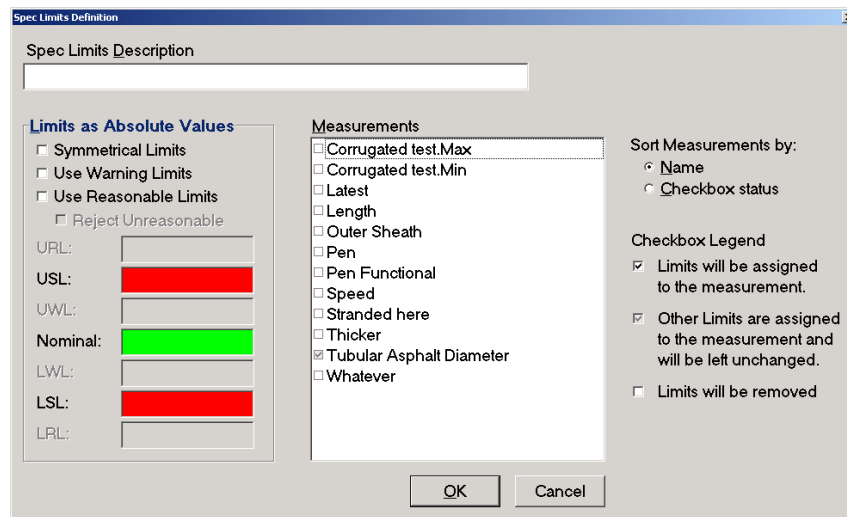 Spec Limits Definition
Spec Limits Description
Limits as Absolute Values
Symmetrical Limits
Use Warning Limits
Use Reasonable Limits
Reject Unreasonable
URL:
USL:
UWL:
Nominal:
LWL:
LSL:
LRL:
Measurements
Corrugated test.Max
Corrugated test.Min
Latest
Length
Outer Sheath
Pen
Pen Functional
Speed
Stranded here
Thicker
Tubular Asphalt Diameter
Whatever
Sort Measurements by:
Name
Checkbox status
Checkbox Legend
Limits will be assigned
to the measurement.
Other Limits are assigned
to the measurement and
will be left unchanged.
Limits will be removed
OK
Cancel